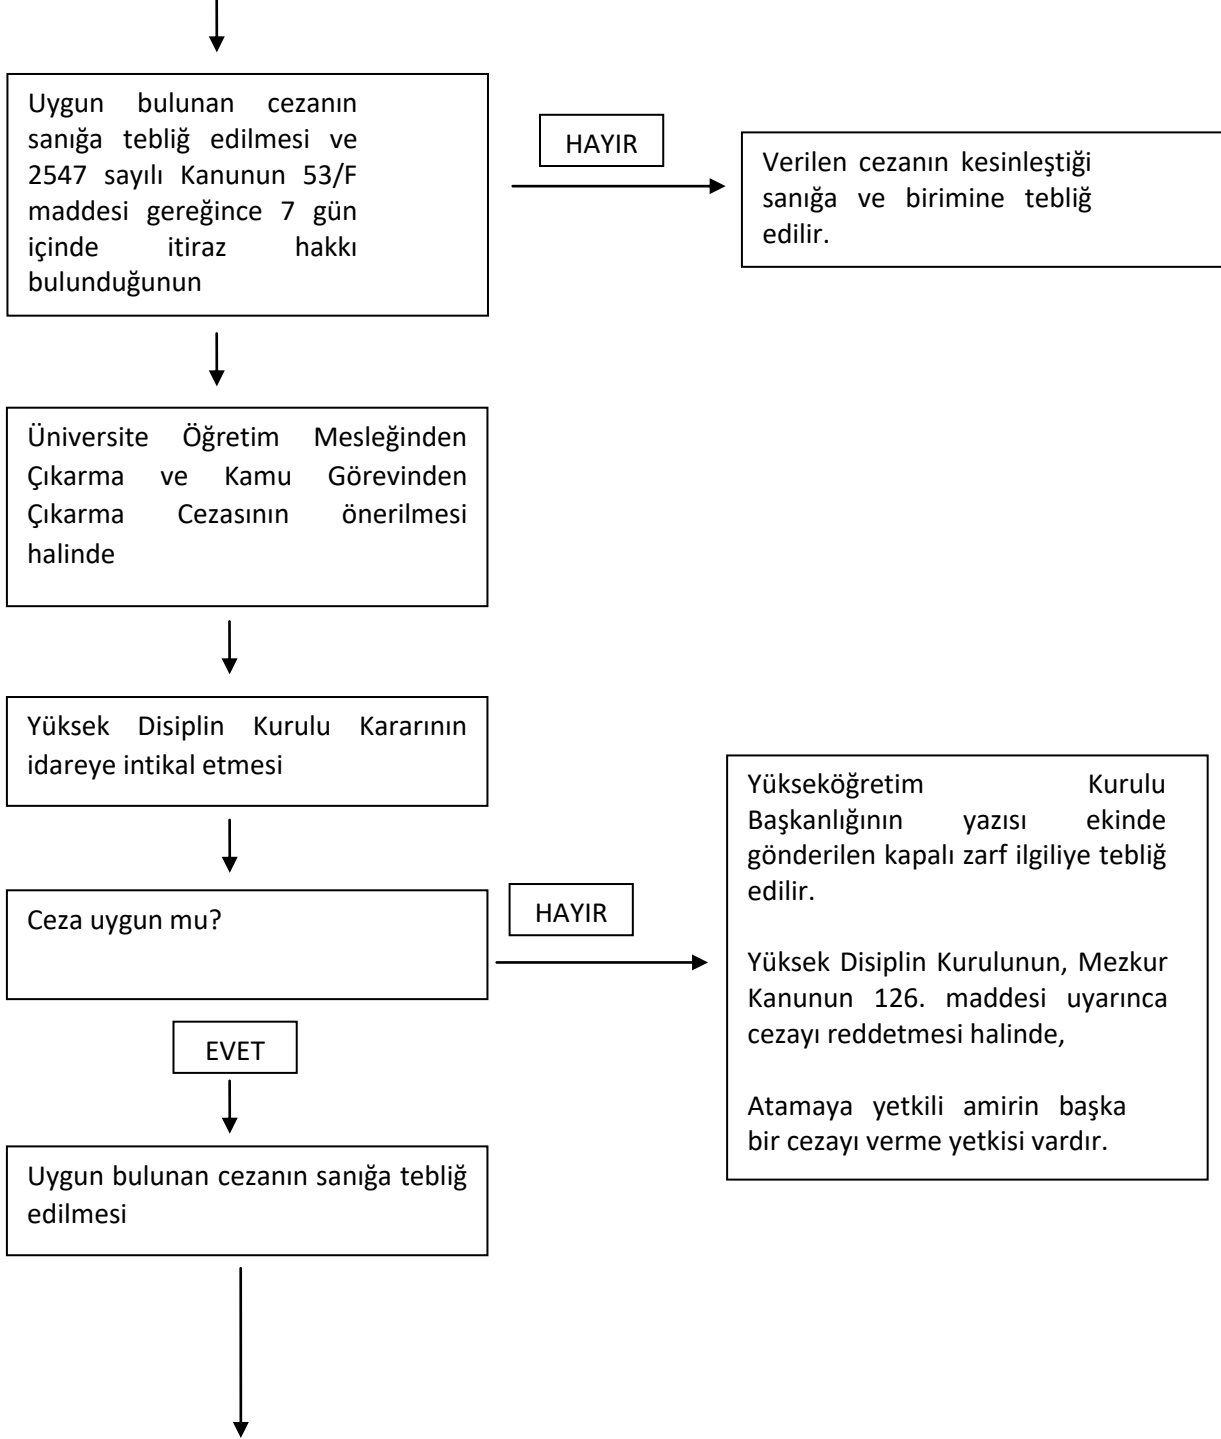 Uygun bulunan cezanın
sanığa tebliğ edilmesi ve
2547 sayılı Kanunun 53/F
maddesi gereğince 7 gün
içinde itiraz hakkı
bulunduğunun
HAYIR
Verilen cezanın kesinleştiği
sanığa ve birimine tebliğ
edilir.
Üniversite Öğretim Mesleğinden
Çıkarma ve Kamu Görevinden
Çıkarma Cezasının önerilmesi
halinde
Yüksek Disiplin Kurulu Kararının
idareye intikal etmesi
Ceza uygun mu?
HAYIR
Yükseköğretim Kurulu
Başkanlığının yazısı ekinde
gönderilen kapalı zarf ilgiliye tebliğ
edilir.
Yüksek Disiplin Kurulunun, Mezkur
Kanunun 126. maddesi uyarınca
cezayı reddetmesi halinde,
Atamaya yetkili amirin başka
bir cezayı verme yetkisi vardır.
EVET
Uygun bulunan cezanın sanığa tebliğ
edilmesi